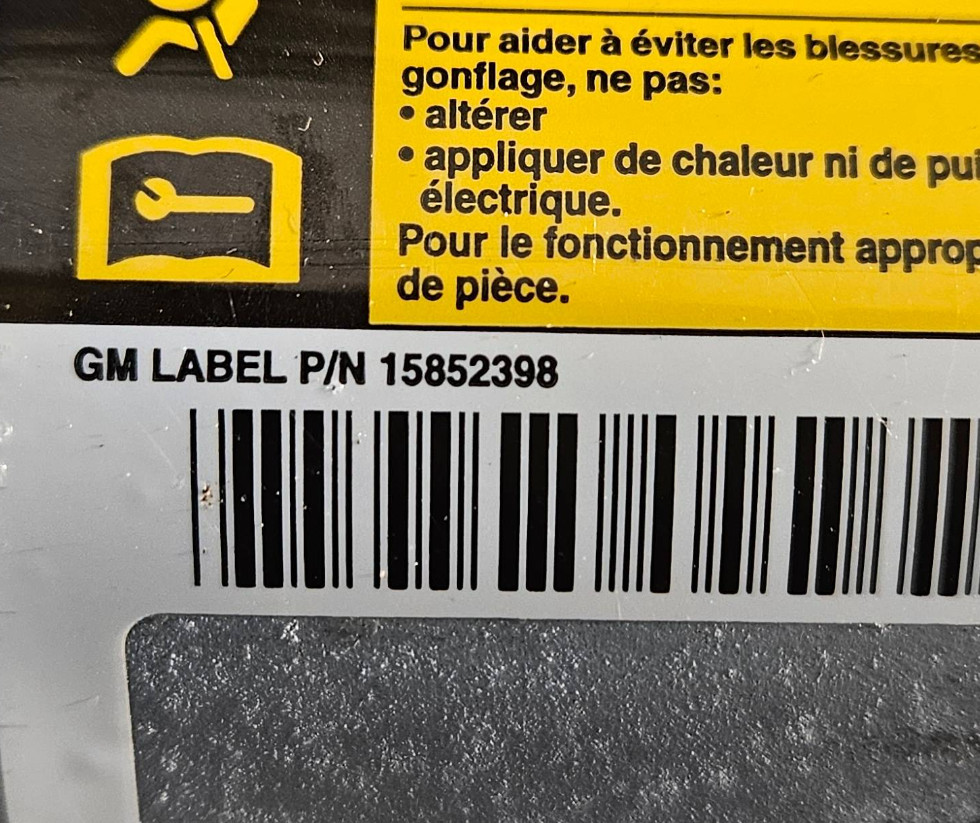 Pour aider à éviter les blessures
gonflage, ne pas:
• altérer
• appliquer de chaleur ni de
électrique.
Pour le fonctionnement
de pièce.
GM LABEL P/N 15852398